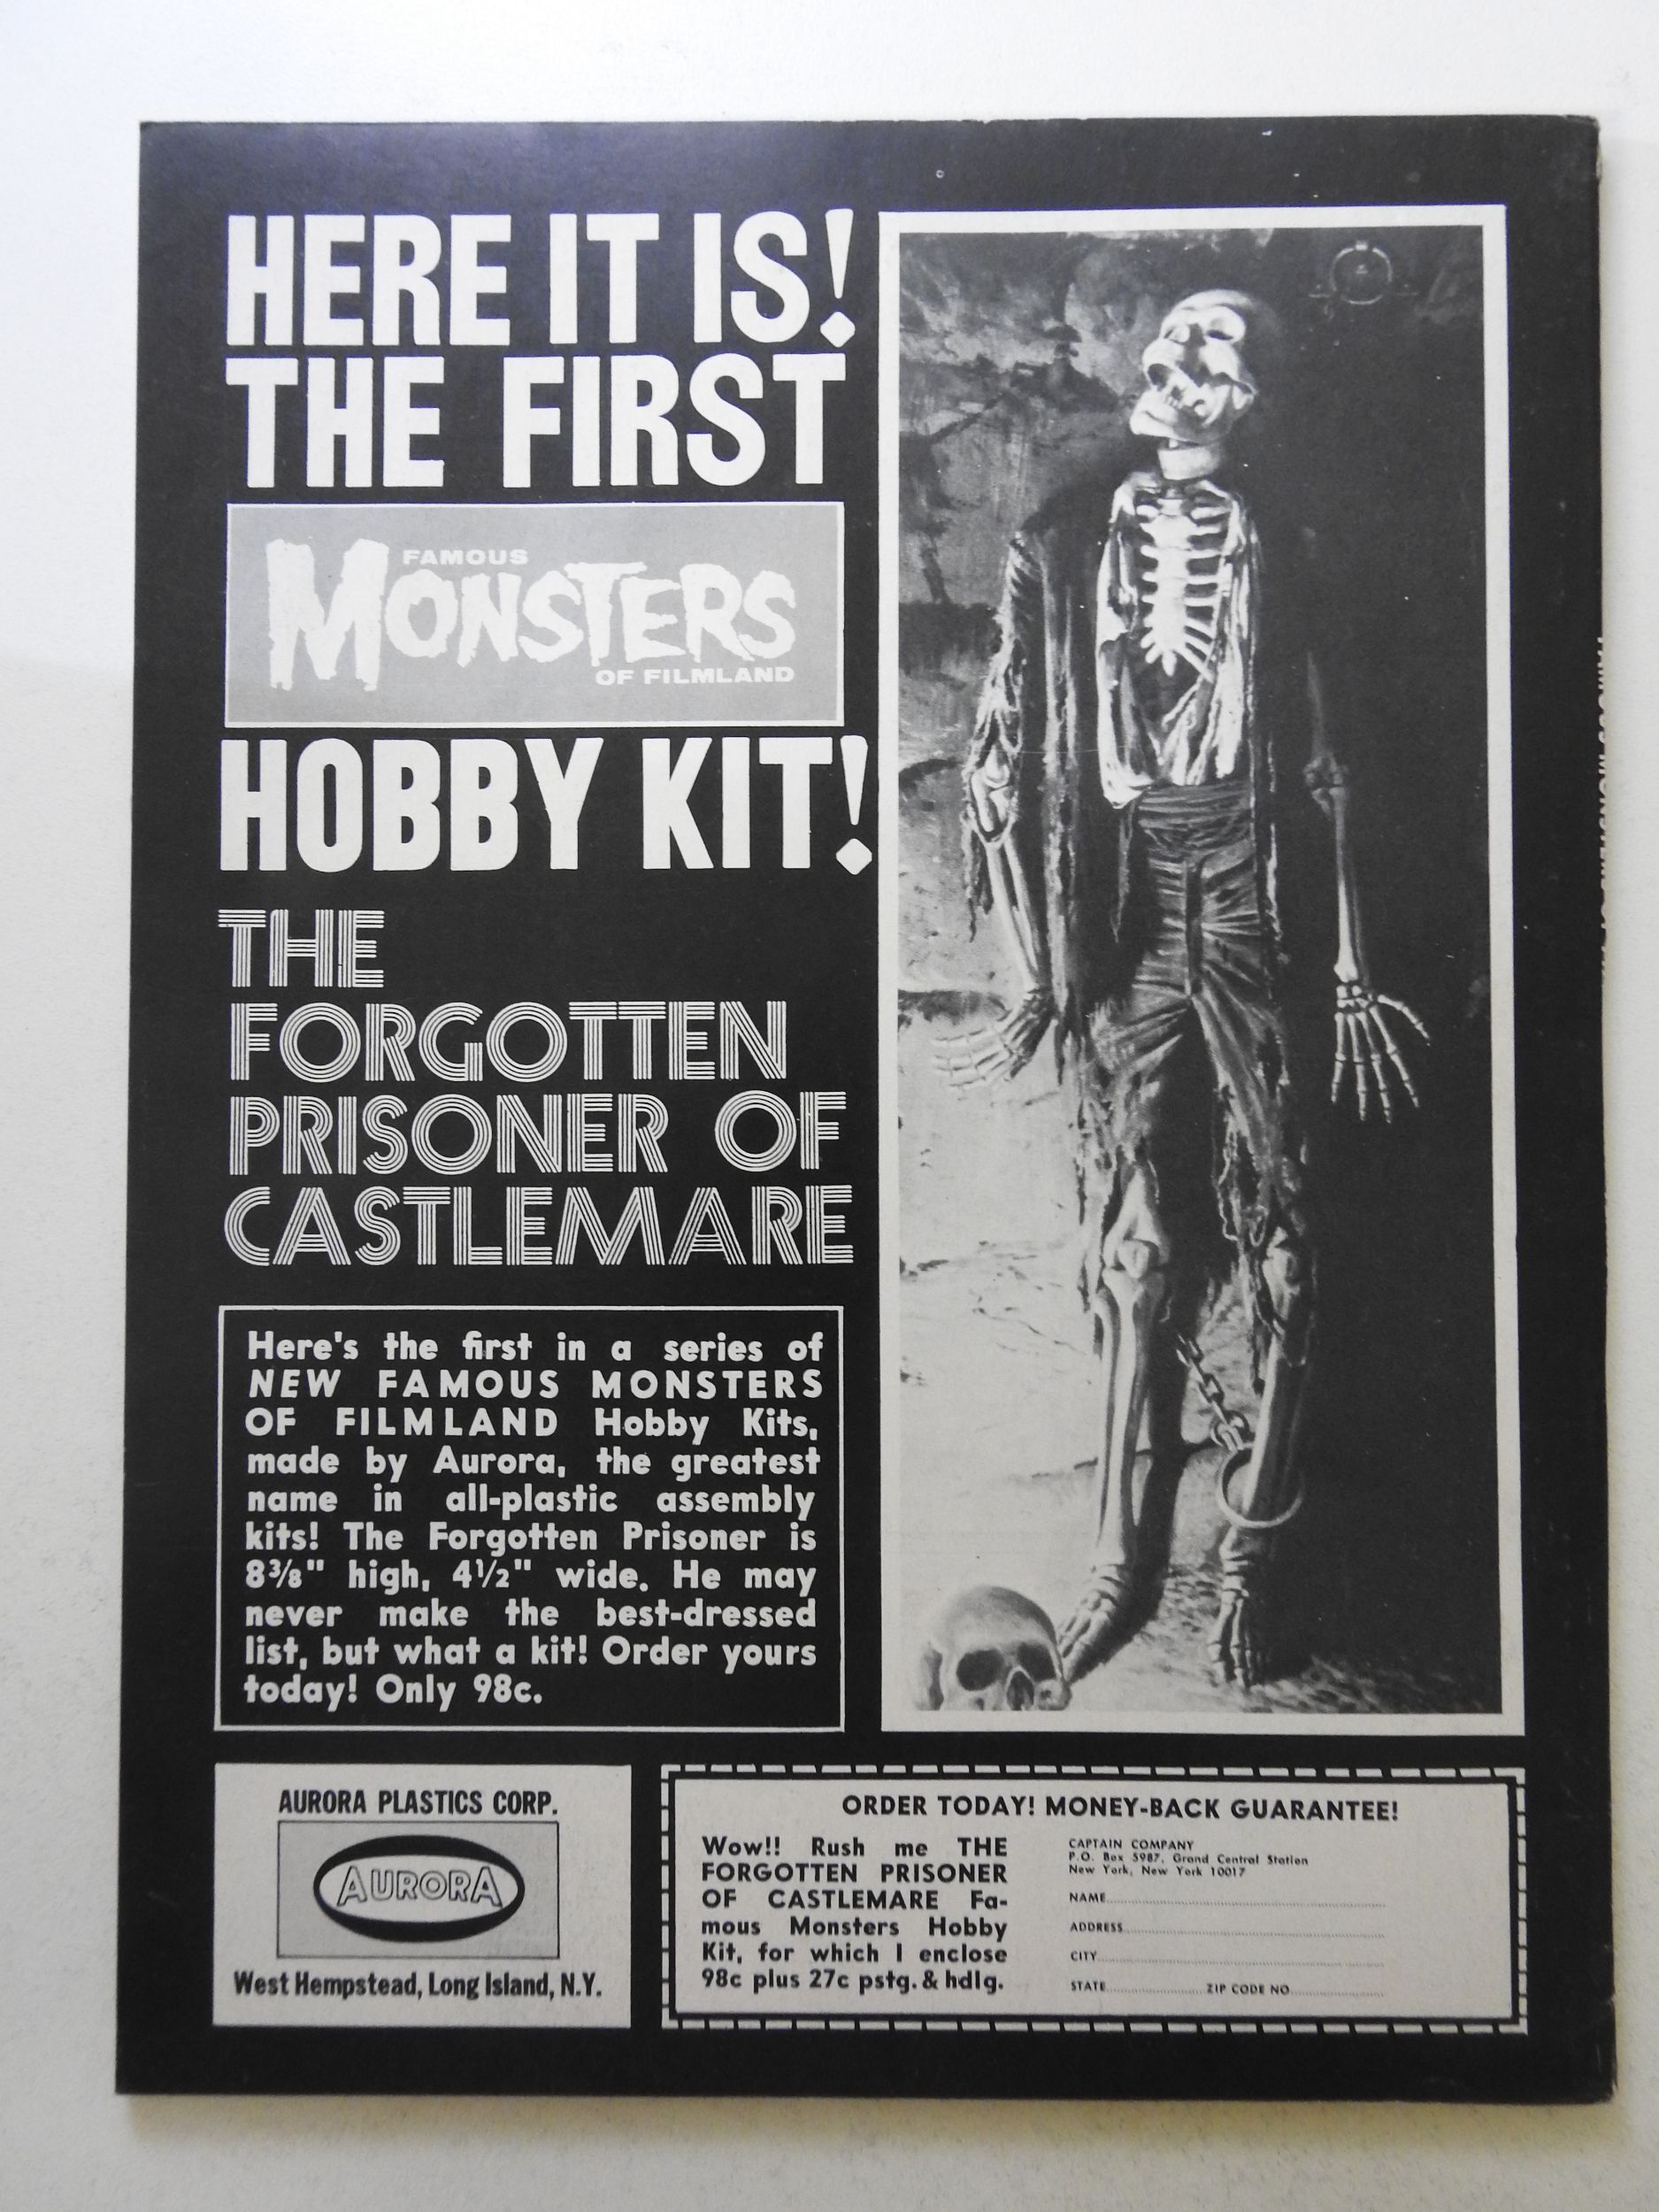 HERE IT IS!
THE FIRST
FAMOUS
MONSTERS
OF FILMLAND
HOBBY KIT!
THE
FORGOTTEN
PRISONER OF
CASTLEMARE
Here's the first in a series of
NEW FAMOUS MONSTERS
OF FILMLAND Hobby Kits,
made by Aurora, the greatest
name in all-plastic assembly
kits! The Forgotten Prisoner is
8⅜" high, 4½" wide. He may
never make the best-dressed
list, but what a kit! Order yours
today! Only 98c.
AURORA PLASTICS CORP.
AURORA
West Hempstead, Long Island, N.Y.
ORDER TODAY! MONEY-BACK GUARANTEE!
Wow!! Rush me THE
FORGOTTEN PRISONER
OF CASTLEMARE Fa-
mous Monsters Hobby
Kit, for which I enclose
98c plus 27c pstg. & hdlg.
CAPTAIN COMPANY
P.O. Box 5987, Grand Central Station
New York, New York 10017
NAME
ADDRESS
CITY
STATE ZIP CODE NO.